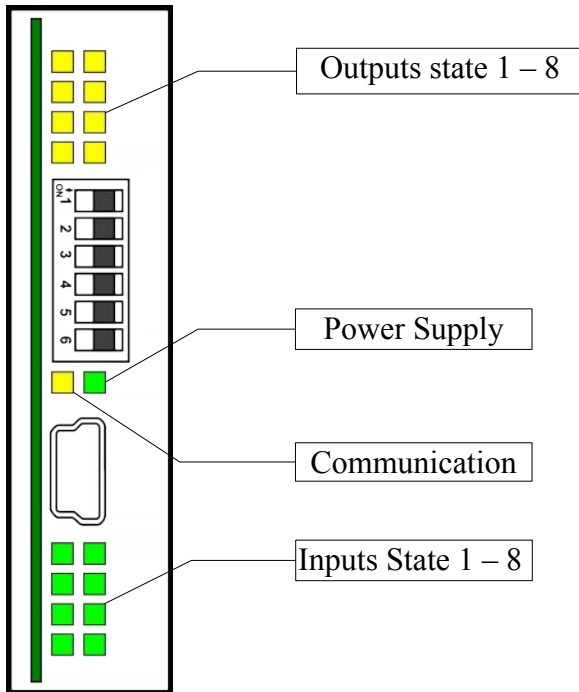 Outputs state 1 – 8
ON
1
2
3
4
5
6
Power Supply
Communication
Inputs State 1 – 8